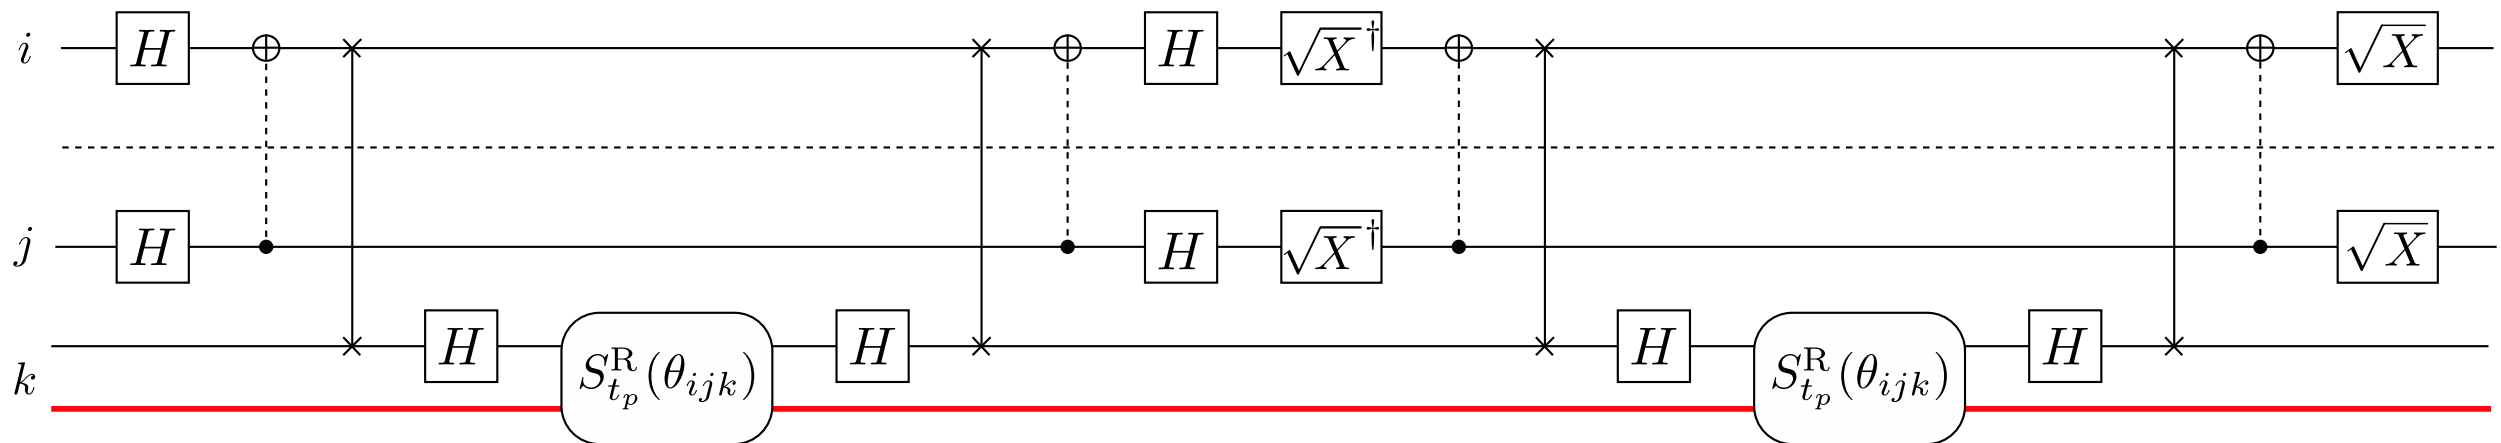 i H H √X† √X
j H H √X† √X
k H S^R_{t_p}(θ_{ijk}) H H S^R_{t_p}(θ_{ijk}) H